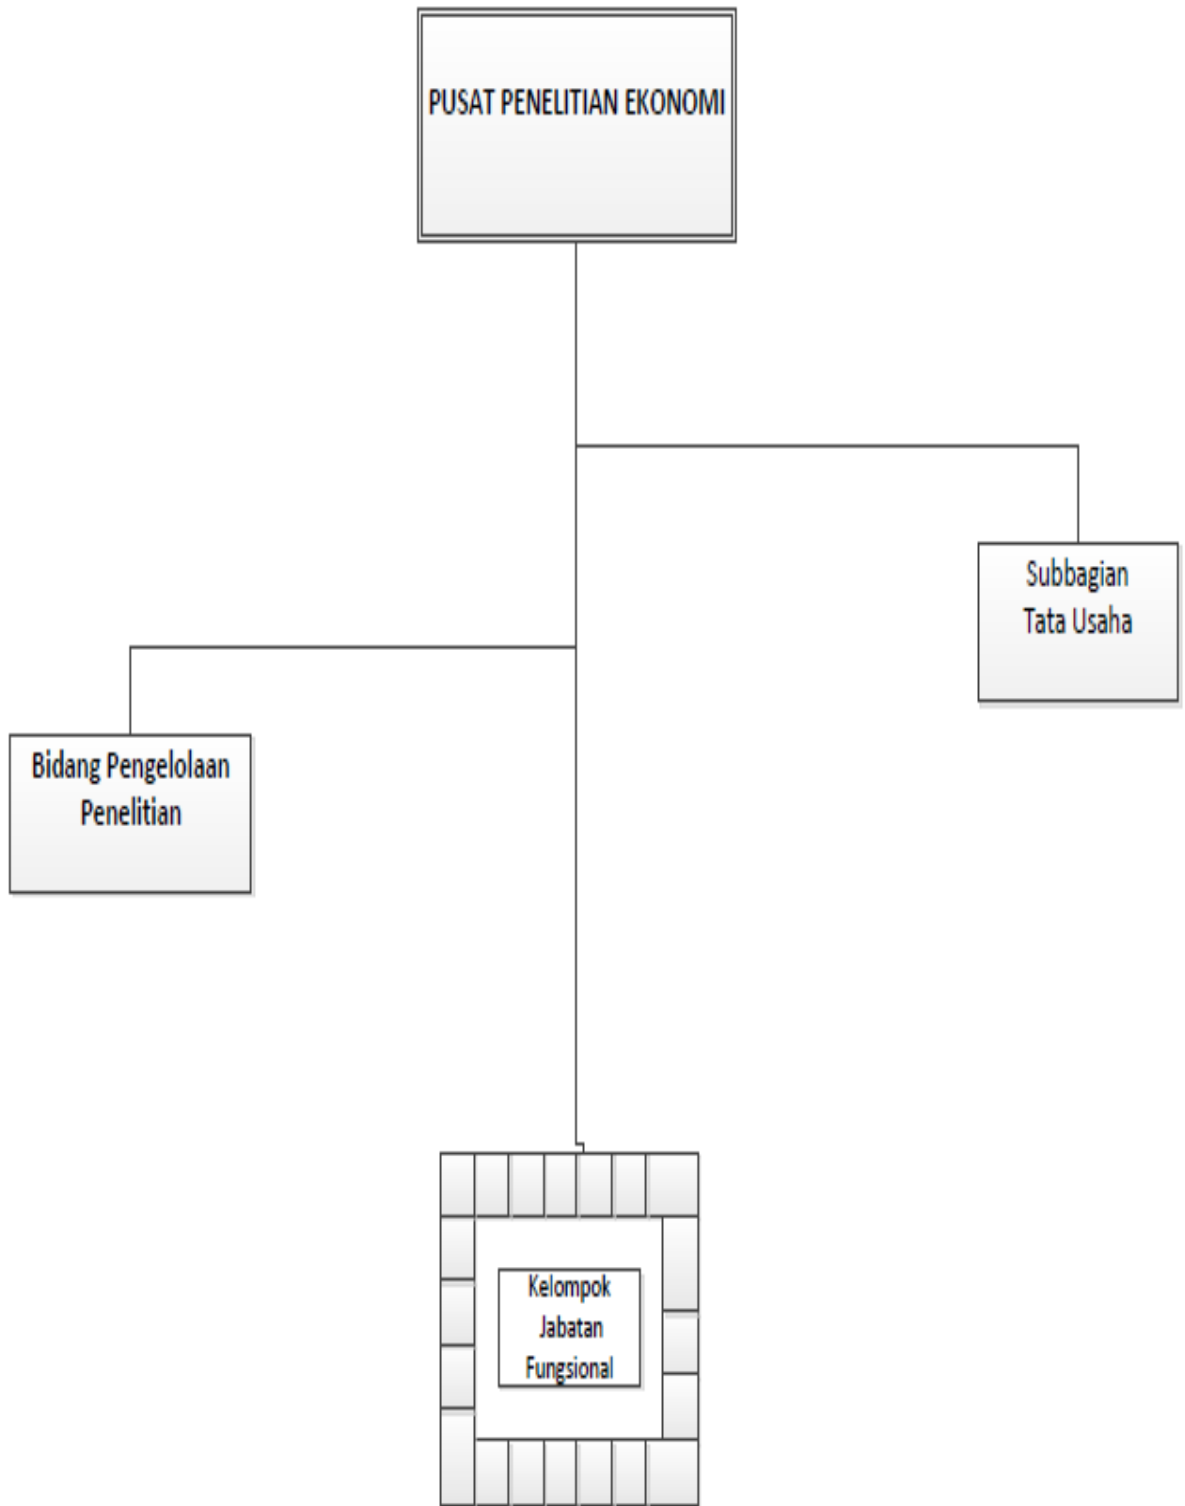 PUSAT PENELITIAN EKONOMI
Subbagian
Tata Usaha
Bidang Pengelolaan
Penelitian
Kelompok
Jabatan
Fungsional